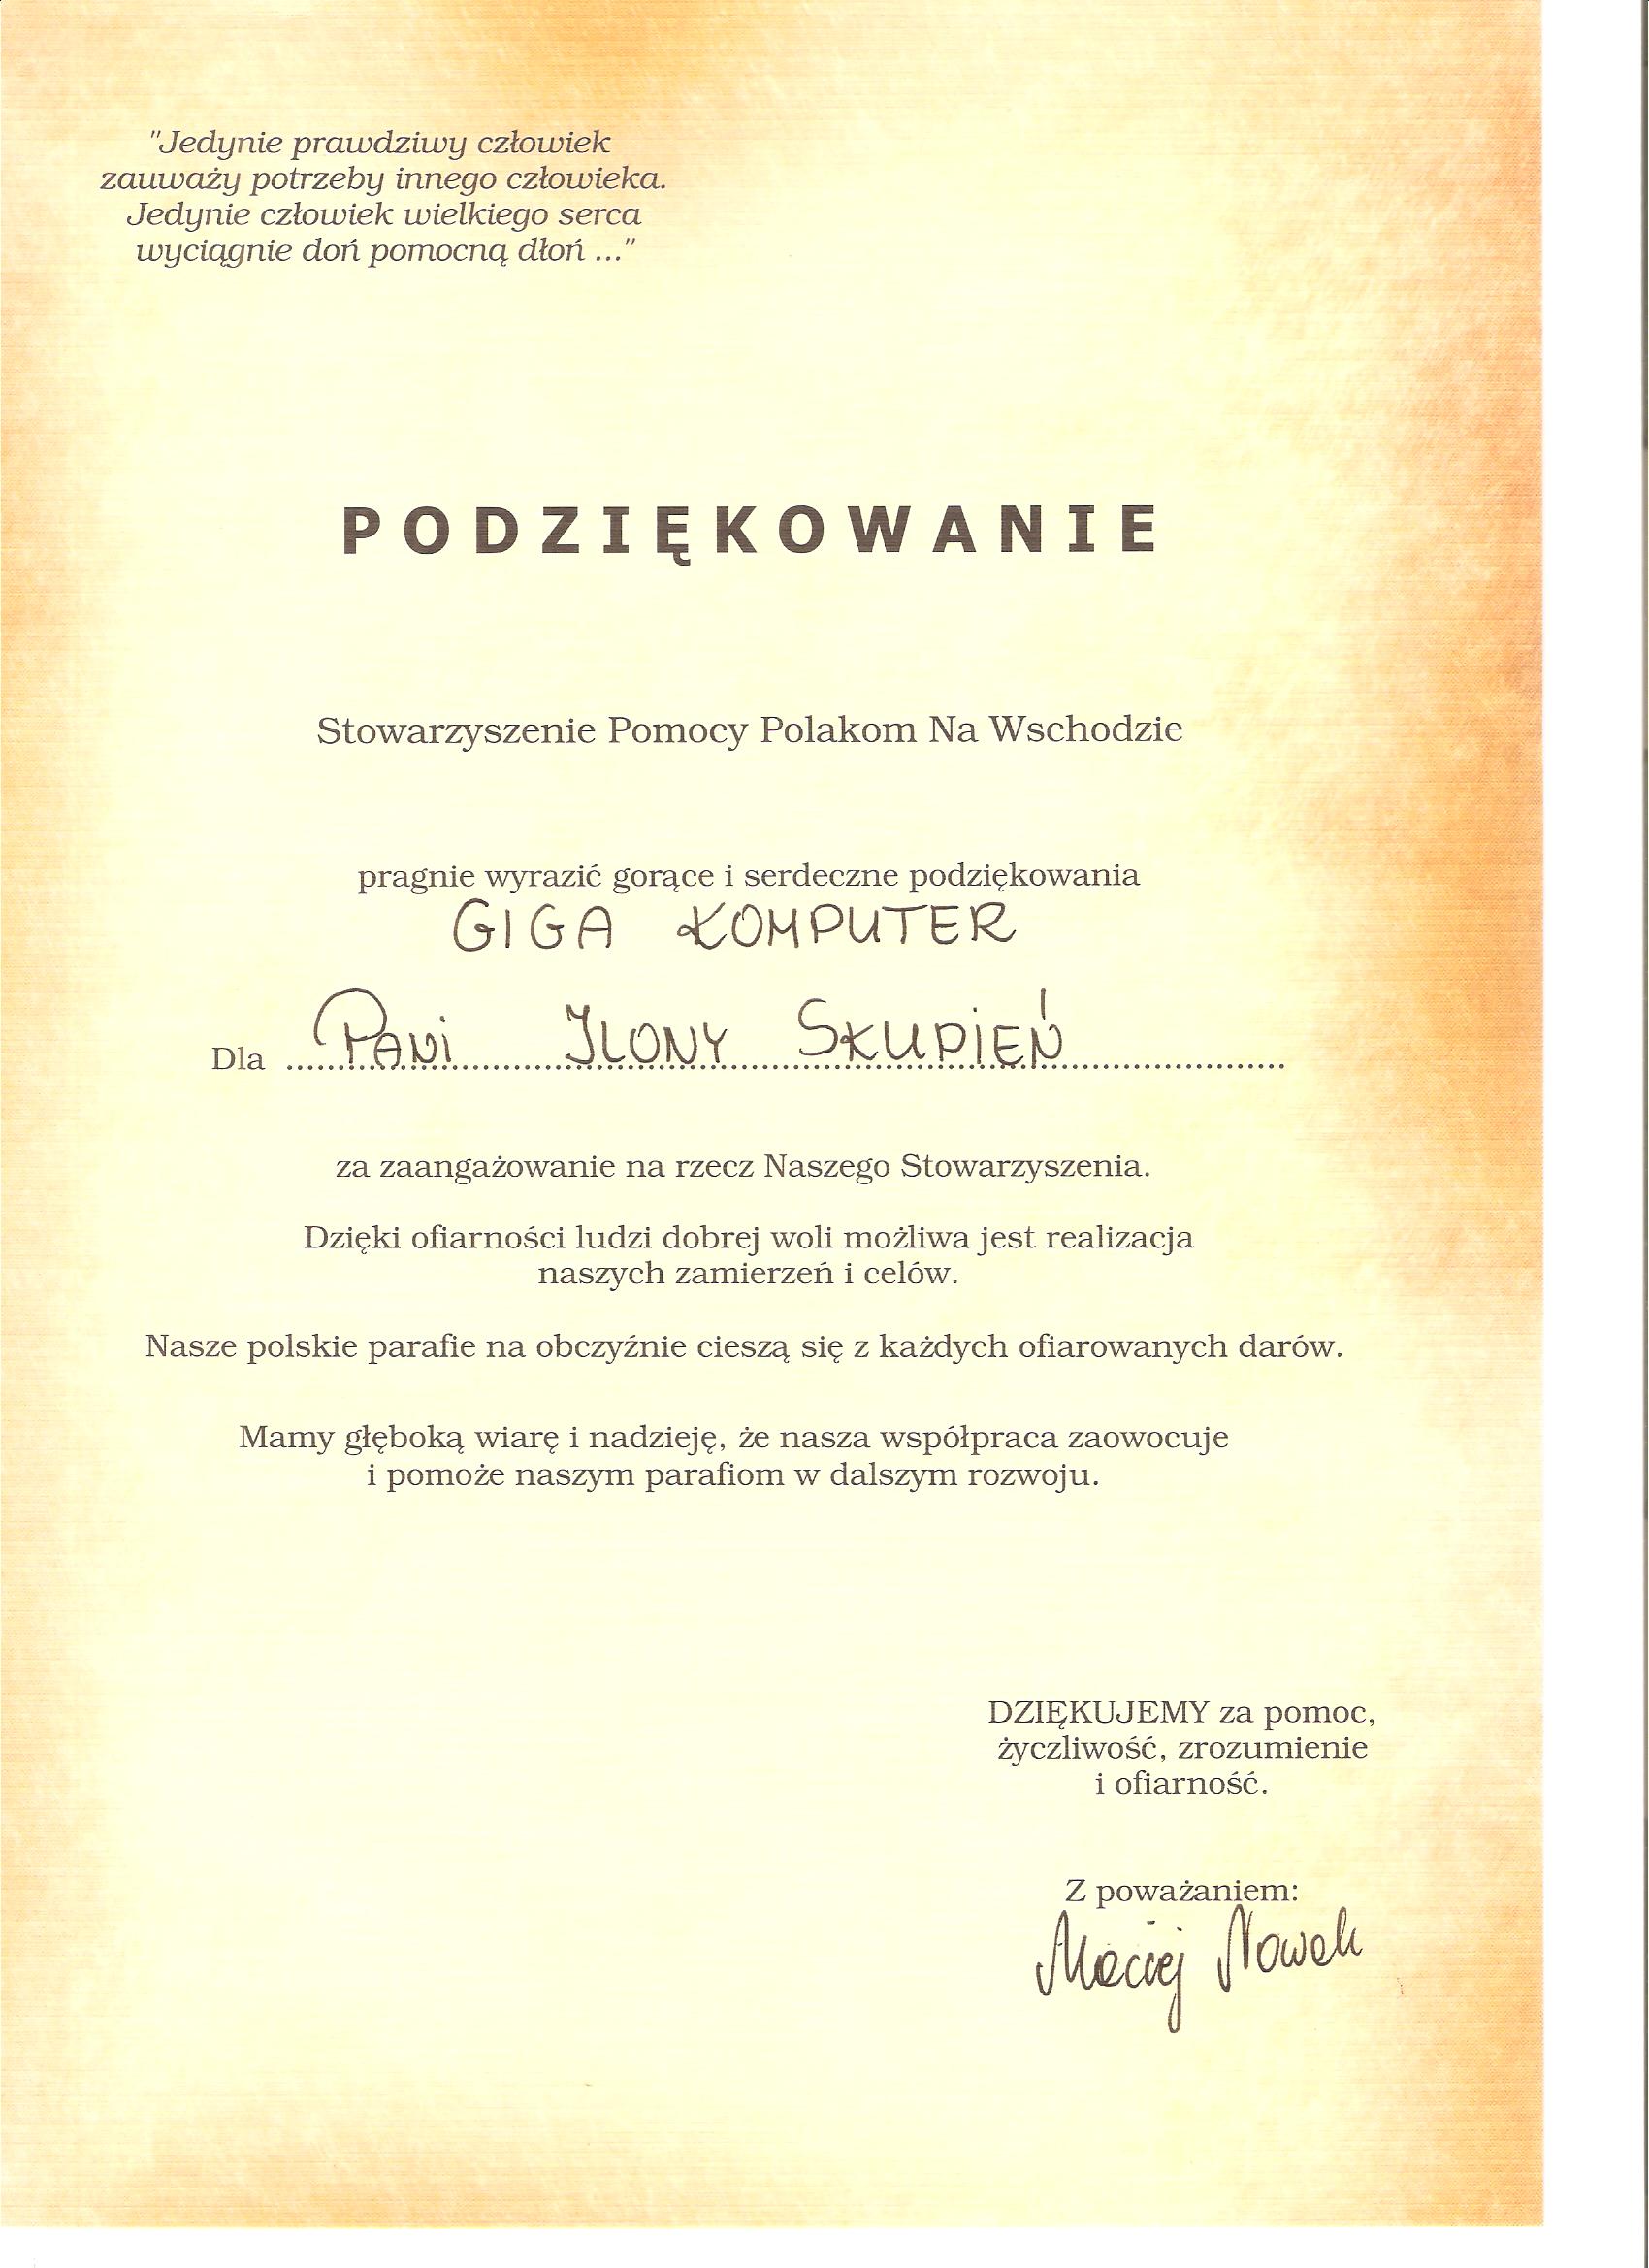 "Jedynie prawdziwy człowiek
zauważy potrzeby innego człowieka.
Jedynie człowiek wielkiego serca
wyciągnie doń pomocną dłoń ..."
PODZIĘKOWANIE
Stowarzyszenie Pomocy Polakom Na Wschodzie
pragnie wyrazić gorące i serdeczne podziękowania
GIGA KOMPUTER
Dla PANi ILONY SKUPiEŃ
za zaangażowanie na rzecz Naszego Stowarzyszenia.
Dzięki ofiarności ludzi dobrej woli możliwa jest realizacja
naszych zamierzeń i celów.
Nasze polskie parafie na obczyźnie cieszą się z każdych ofiarowanych darów.
Mamy głęboką wiarę i nadzieję, że nasza współpraca zaowocuje
i pomoże naszym parafiom w dalszym rozwoju.
DZIĘKUJEMY za pomoc,
życzliwość, zrozumienie
i ofiarność.
Z poważaniem:
Maciej Nowak